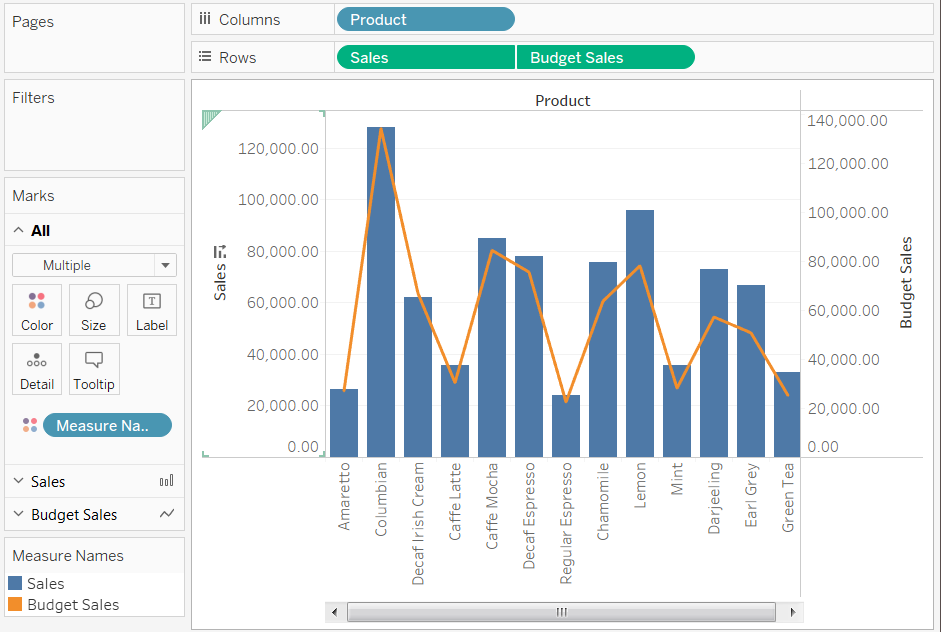 Pages
Columns
Product
Rows
Sales
Budget Sales
Filters
Marks
All
Multiple
Color
Size
Label
Detail
Tooltip
Measure Na..
Sales
Budget Sales
Measure Names
Sales
Budget Sales
Product
120,000.00
100,000.00
80,000.00
60,000.00
40,000.00
20,000.00
0.00
Sales
140,000.00
120,000.00
100,000.00
80,000.00
60,000.00
40,000.00
20,000.00
0.00
Budget Sales
Amaretto
Columbian
Decaf Irish Cream
Caffe Latte
Caffe Mocha
Decaf Espresso
Regular Espresso
Chamomile
Lemon
Mint
Darjeeling
Earl Grey
Green Tea